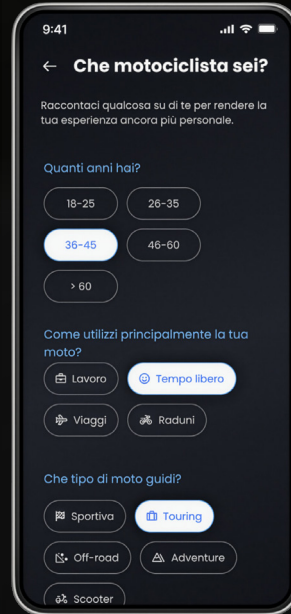 9:41
Che motociclista sei?
Raccontaci qualcosa su di te per rendere la
tua esperienza ancora più personale.
Quanti anni hai?
18-25
26-35
36-45
46-60
> 60
Come utilizzi principalmente la tua
moto?
Lavoro
Tempo libero
Viaggi
Raduni
Che tipo di moto guidi?
Sportiva
Touring
Off-road
Adventure
Scooter